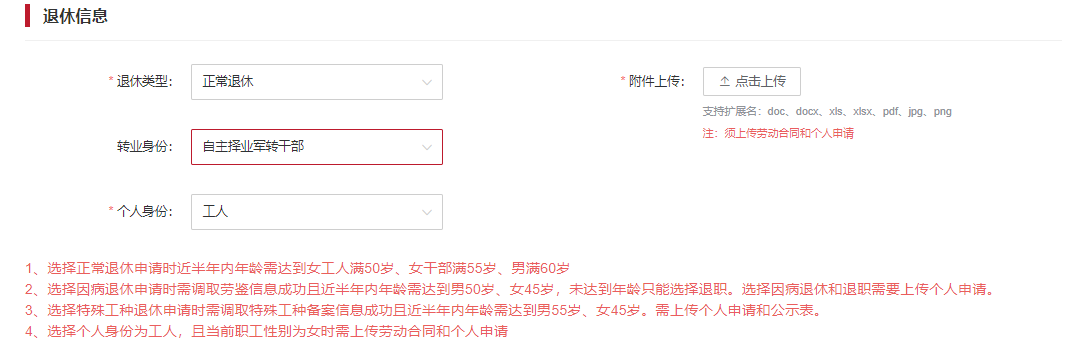 退休信息
* 退休类型: 正常退休
* 附件上传: 点击上传
支持扩展名: doc、docx、xls、xlsx、pdf、jpg、png
注: 须上传劳动合同和个人申请
转业身份: 自主择业军转干部
* 个人身份: 工人
1、选择正常退休申请时近半年内年龄需达到女工人满50岁、女干部满55岁、男满60岁
2、选择因病退休申请时需调取劳鉴信息成功且近半年内年龄需达到男50岁、女45岁，未达到年龄只能选择退职。选择因病退休和退职需要上传个人申请。
3、选择特殊工种退休申请时需调取特殊工种备案信息成功且近半年内年龄需达到男55岁、女45岁。需上传个人申请和公示表。
4、选择个人身份为工人，且当前职工性别为女时需上传劳动合同和个人申请